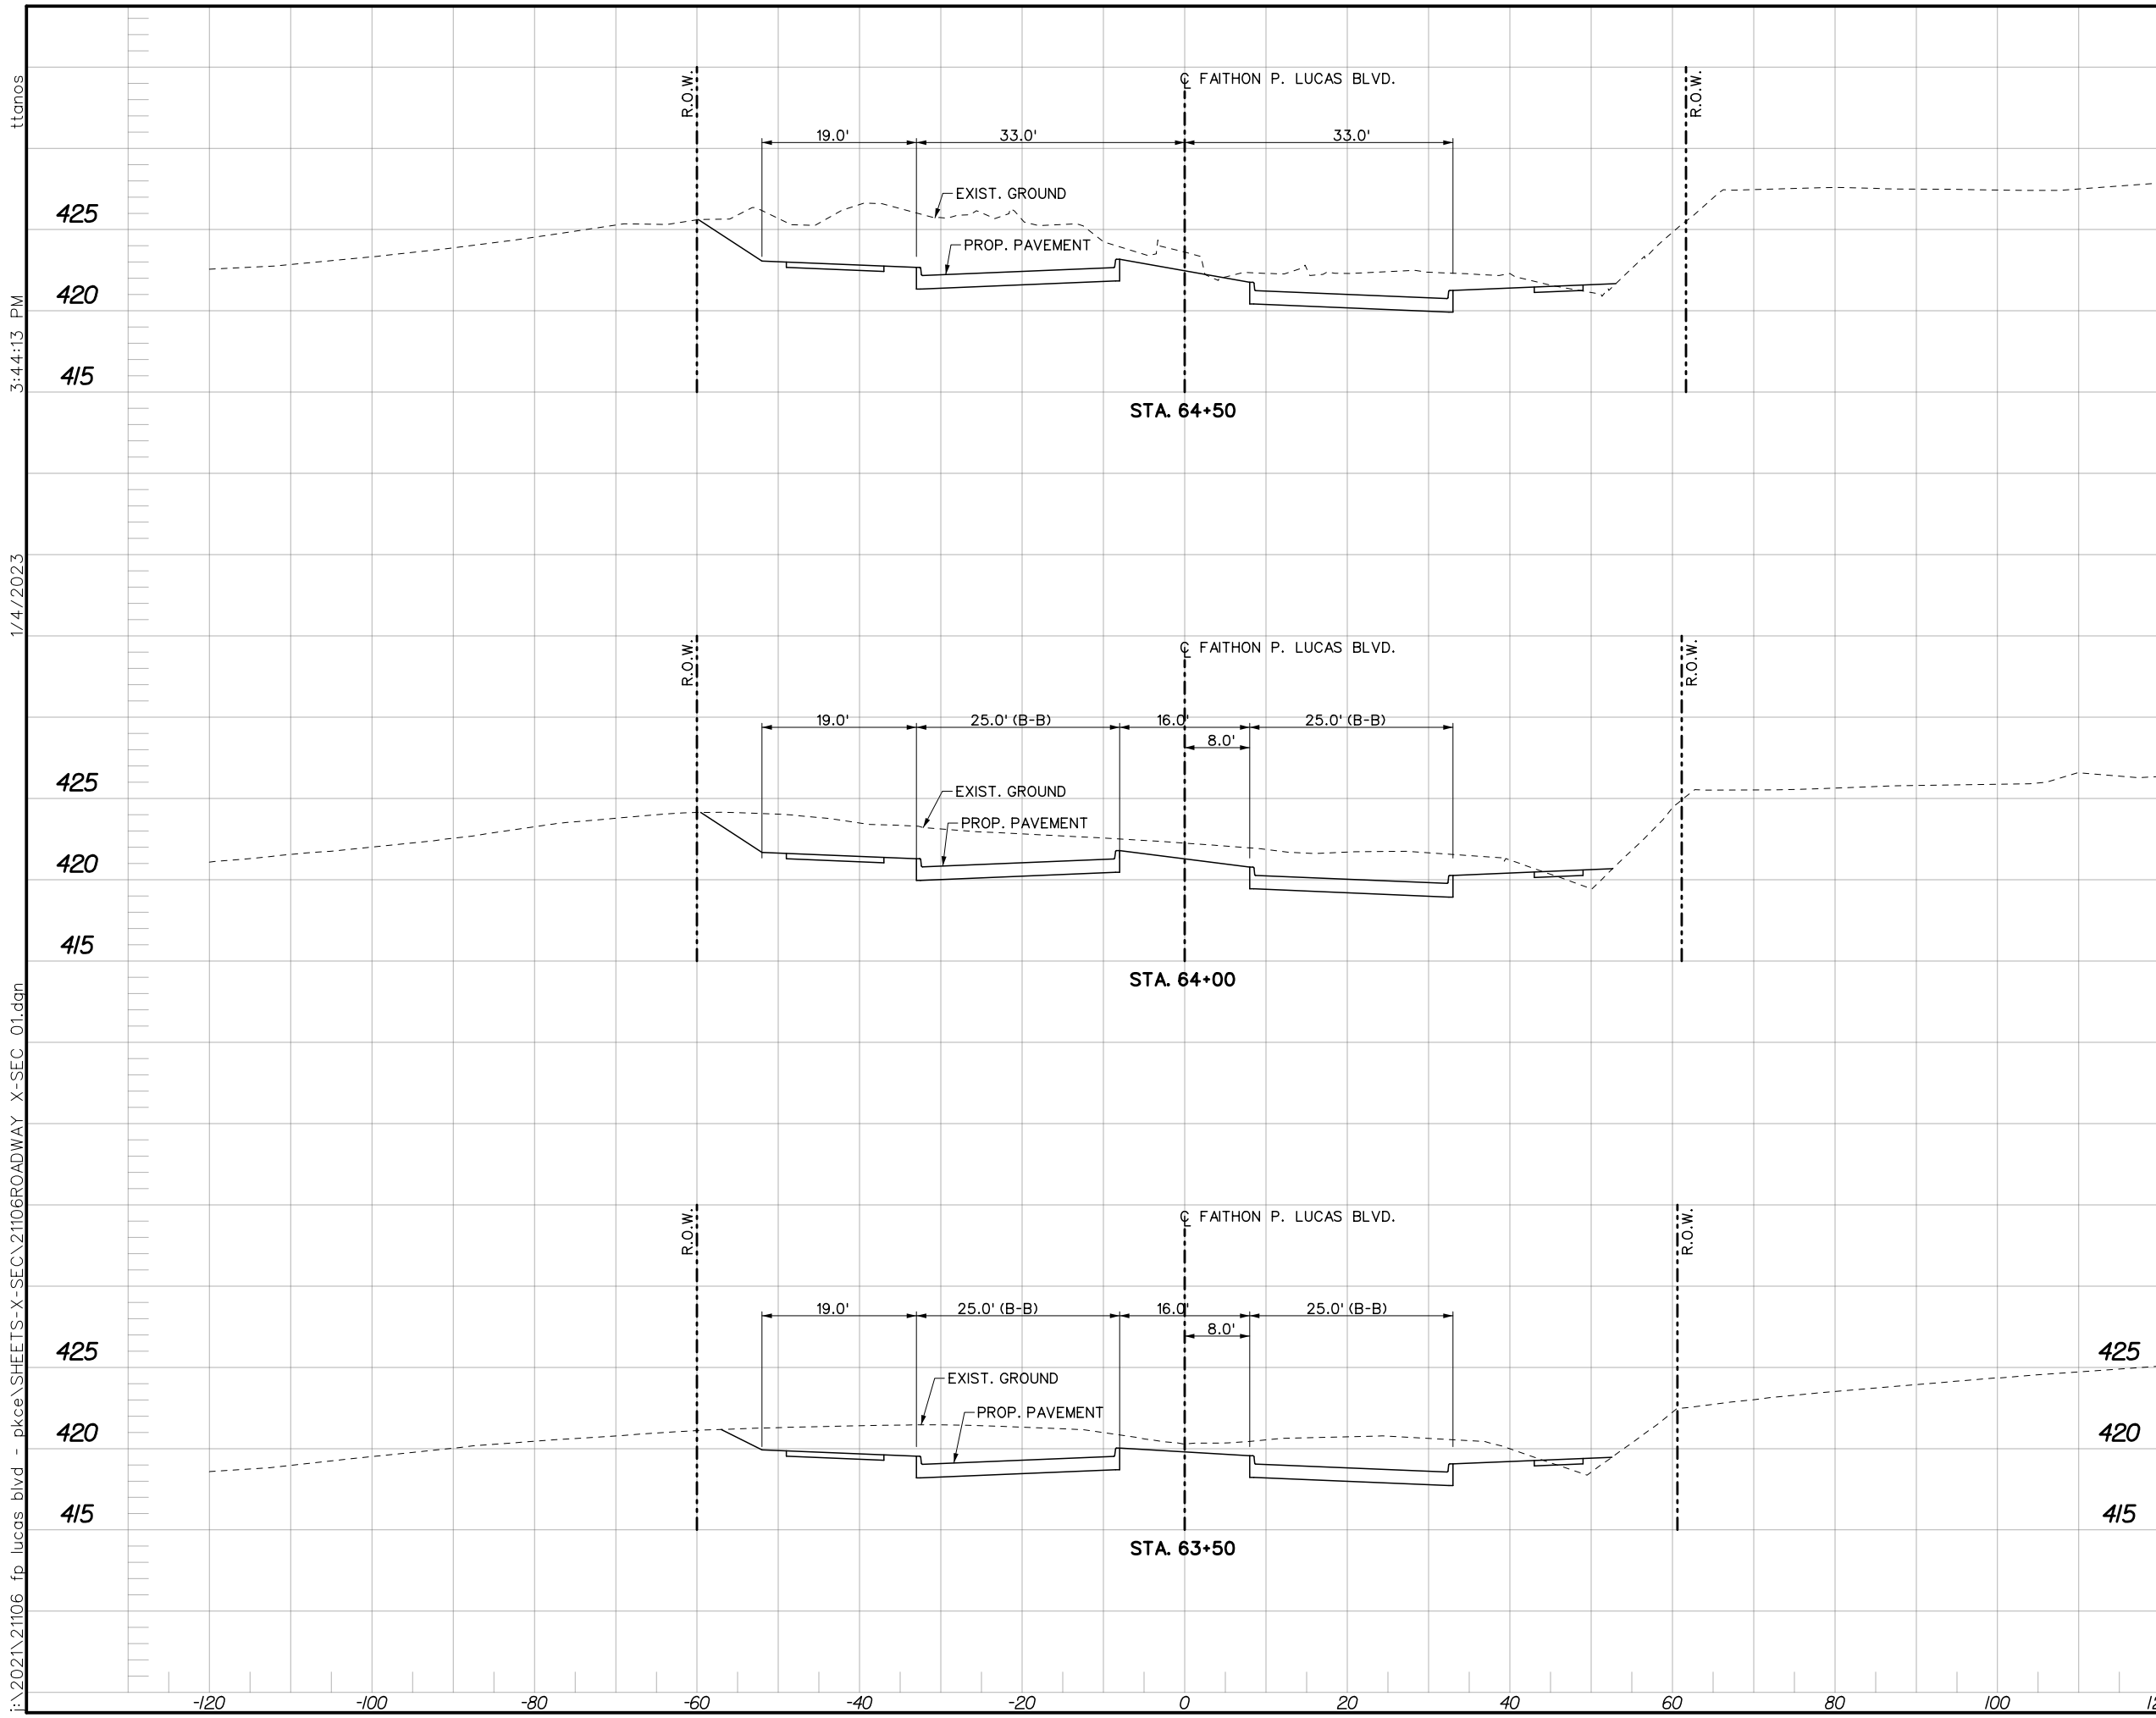 ttanos
3:44:13 PM
1/4/2023
j:\2021\21106 fp lucas blvd - pkce\SHEETS-X-SEC\21106ROADWAY X-SEC 01.dgn
R.O.W.
℄ FAITHON P. LUCAS BLVD.
R.O.W.
19.0'
33.0'
33.0'
EXIST. GROUND
PROP. PAVEMENT
425
420
415
STA. 64+50
R.O.W.
℄ FAITHON P. LUCAS BLVD.
R.O.W.
19.0'
25.0' (B-B)
16.0'
25.0' (B-B)
8.0'
EXIST. GROUND
PROP. PAVEMENT
425
420
415
STA. 64+00
R.O.W.
℄ FAITHON P. LUCAS BLVD.
R.O.W.
19.0'
25.0' (B-B)
16.0'
25.0' (B-B)
8.0'
EXIST. GROUND
PROP. PAVEMENT
425
425
420
420
415
415
STA. 63+50
-120 -100 -80 -60 -40 -20 0 20 40 60 80 100